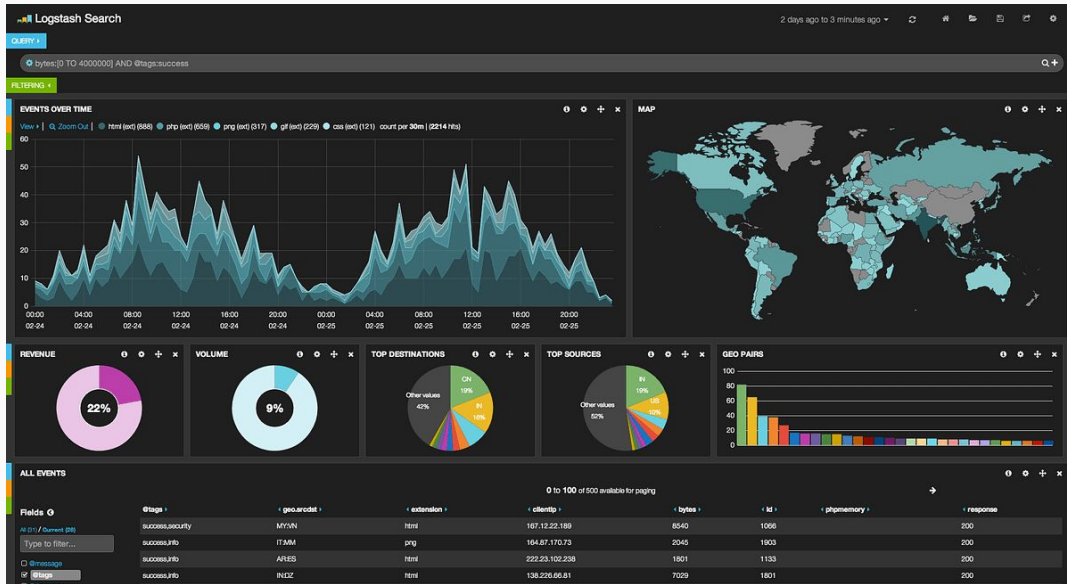 Logstash Search
2 days ago to 3 minutes ago
QUERY
bytes:[0 TO 4000000] AND @tags:success
FILTERING
EVENTS OVER TIME
View | Zoom Out | html (ext) (888) php (ext) (659) png (ext) (317) gif (ext) (229) css (ext) (121) count per 30m | (2214 hits)
60
50
40
30
20
10
0
00:00 04:00 08:00 12:00 16:00 20:00 00:00 04:00 08:00 12:00 16:00 20:00
02-24 02-24 02-24 02-24 02-24 02-24 02-25 02-25 02-25 02-25 02-25 02-25
MAP
REVENUE
22%
VOLUME
9%
TOP DESTINATIONS
CN
19%
IN
16%
Other values
42%
TOP SOURCES
IN
19%
US
10%
Other values
52%
GEO PAIRS
100
80
60
40
20
0
ALL EVENTS
0 to 100 of 500 available for paging
Fields
All (31) / Current (28)
Type to filter...
@message
@tags
@tags geo.srcdst extension clientip bytes id phpmemory response
success,security MY:VN html 167.12.22.189 8540 1066 200
success,info IT:MM png 164.87.170.73 2045 1903 200
success,info AR:ES html 222.23.102.238 1801 1133 200
success,info IN:DZ html 138.226.66.81 7029 1801 200